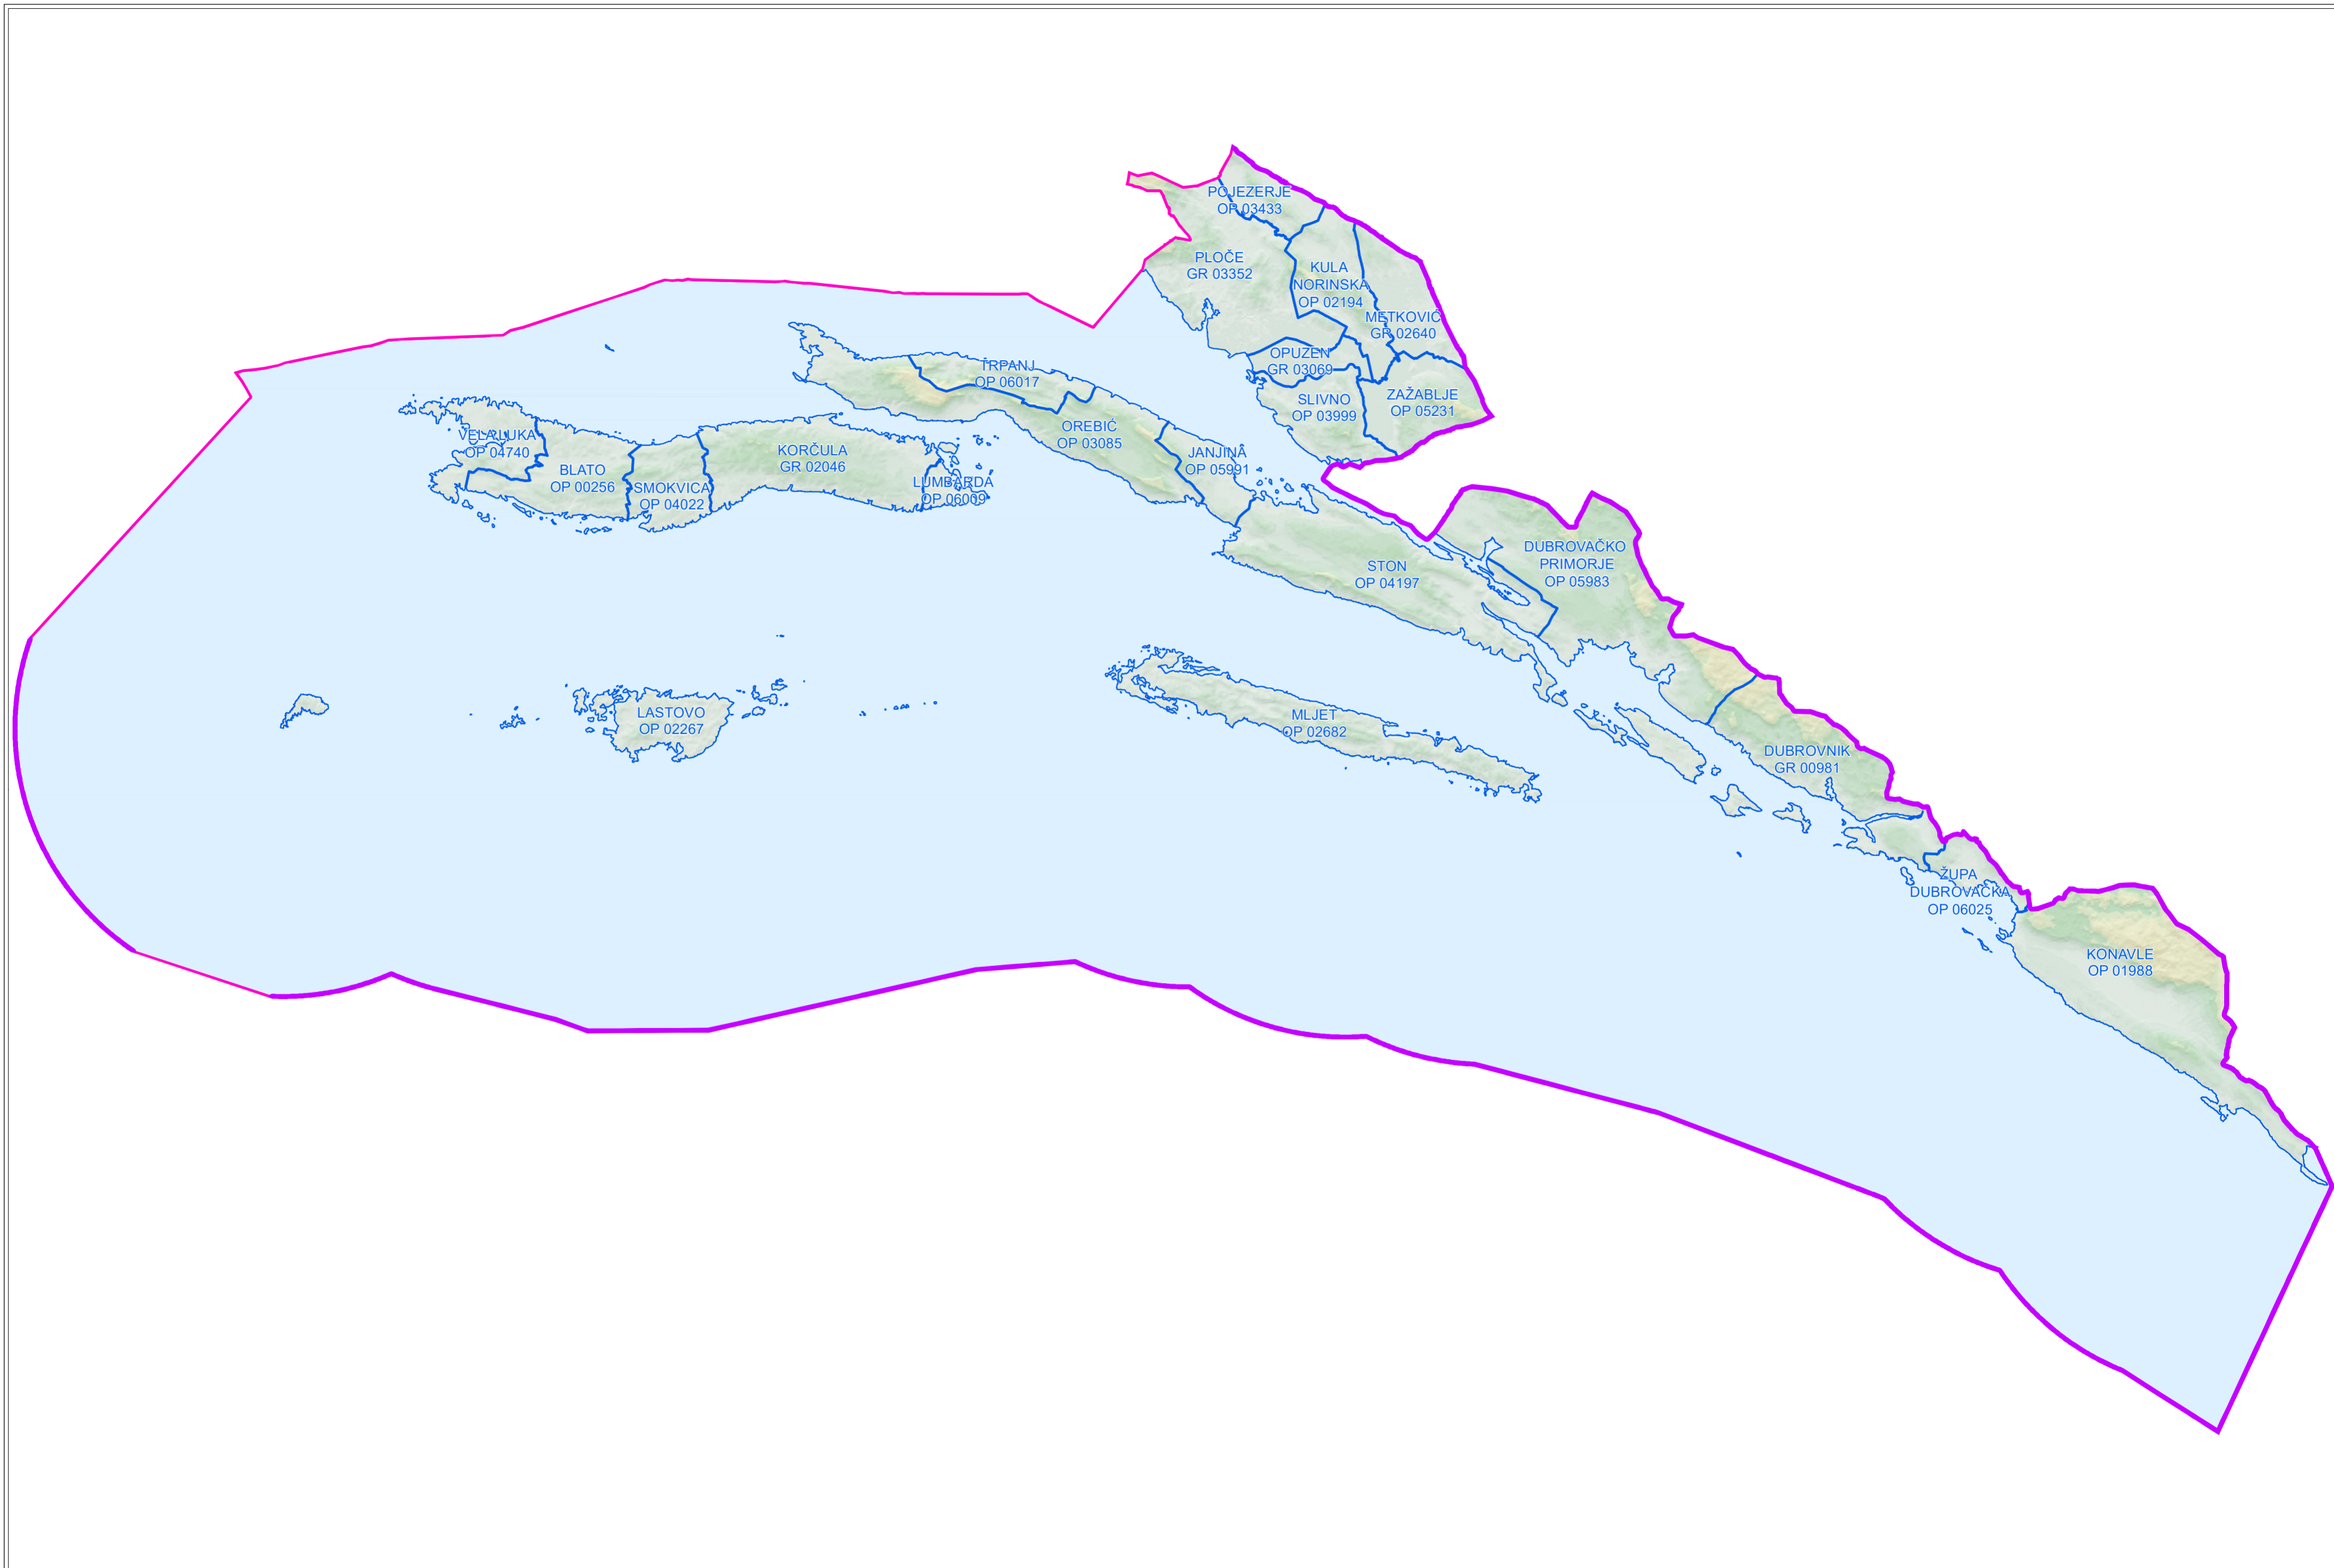 POJEZERJE
OP 03433
PLOČE
GR 03352
KULA
NORINSKA
OP 02194
METKOVIĆ
GR 02640
OPUZEN
GR 03069
SLIVNO
OP 03999
ZAŽABLJE
OP 05231
TRPANJ
OP 06017
OREBIĆ
OP 03085
JANJINA
OP 05991
VELA LUKA
OP 04740
BLATO
OP 00256
SMOKVICA
OP 04022
KORČULA
GR 02046
LUMBARDA
OP 06009
STON
OP 04197
DUBROVAČKO
PRIMORJE
OP 05983
LASTOVO
OP 02267
MLJET
OP 02682
DUBROVNIK
GR 00981
ŽUPA
DUBROVAČKA
OP 06025
KONAVLE
OP 01988